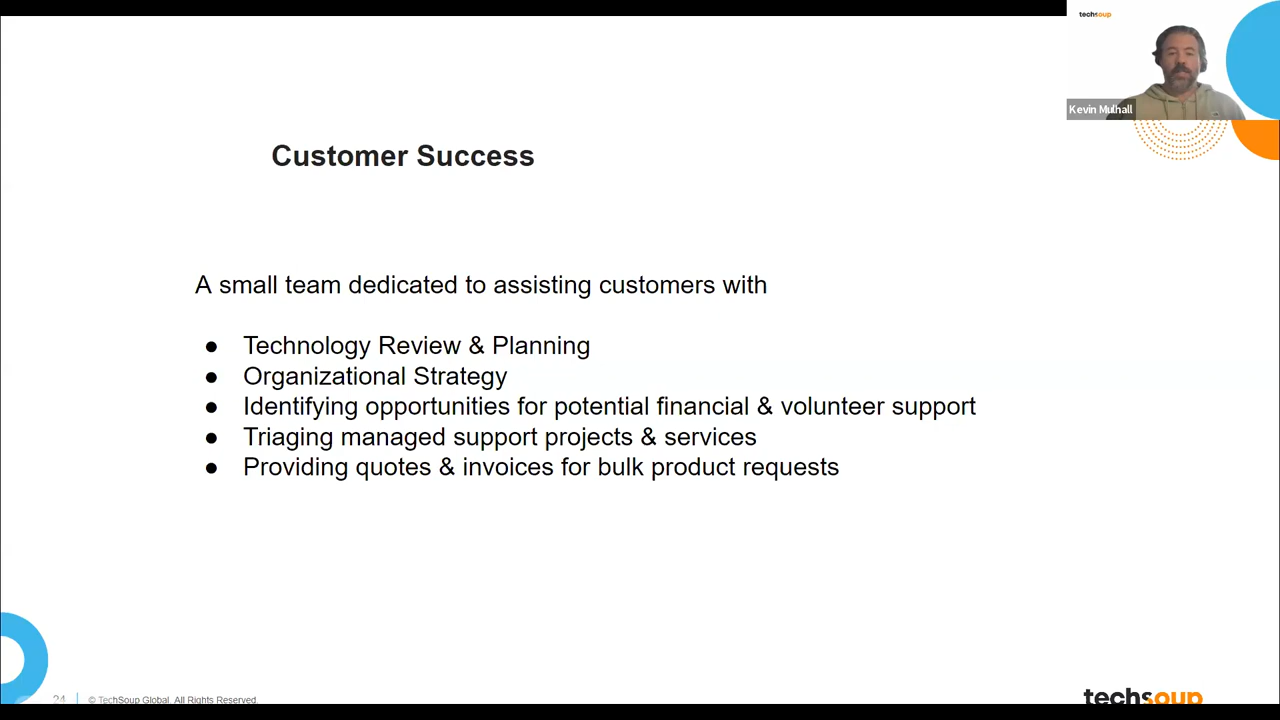 techsoup
Kevin Mulhall
Customer Success
A small team dedicated to assisting customers with
● Technology Review & Planning
● Organizational Strategy
● Identifying opportunities for potential financial & volunteer support
● Triaging managed support projects & services
● Providing quotes & invoices for bulk product requests
24 © TechSoup Global. All Rights Reserved.
techsoup